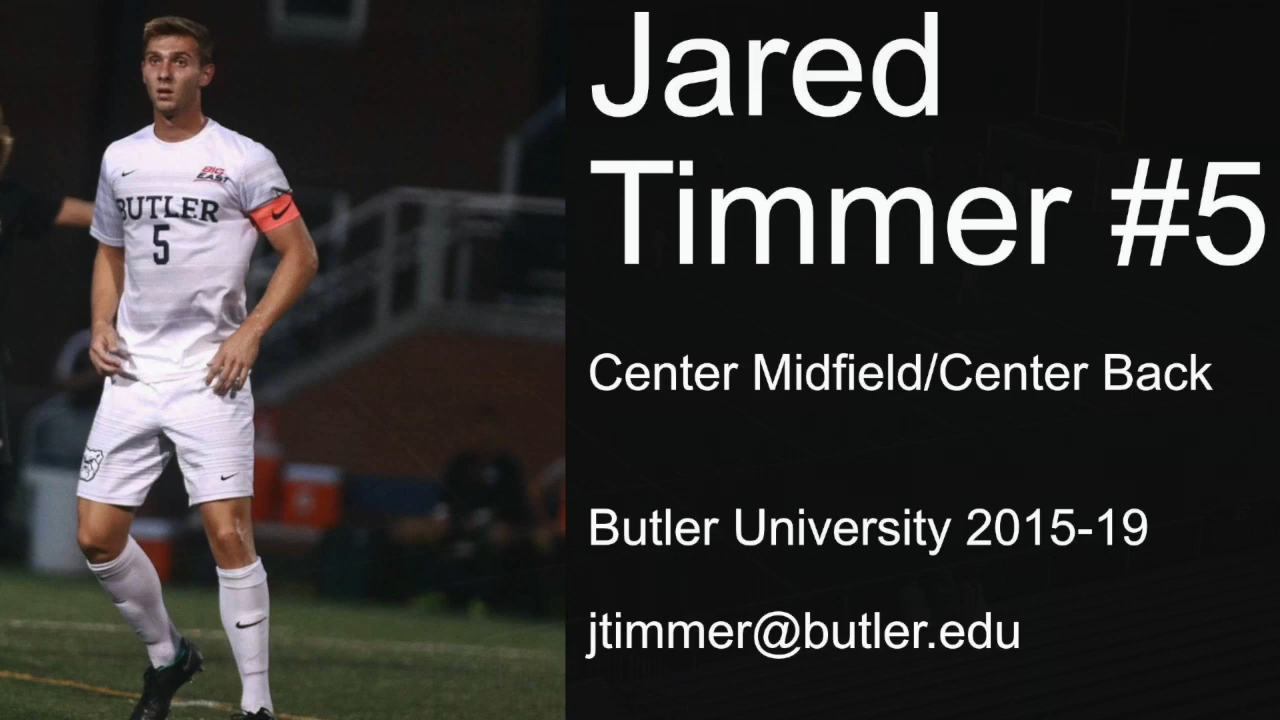 Jared
Timmer #5
Center Midfield/Center Back
Butler University 2015-19
jtimmer@butler.edu
BIG
EAST
BUTLER
5